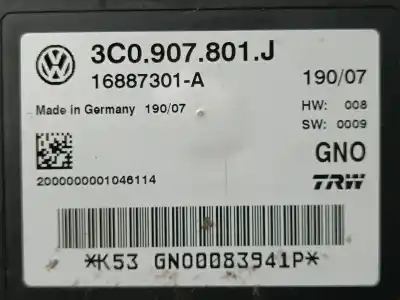 3C0.907.801.J
16887301-A 190/07
Made in Germany 190/07 HW: 008
SW: 0009
GNO
2000000001046114
TRW
*K53 GNO0083941P*